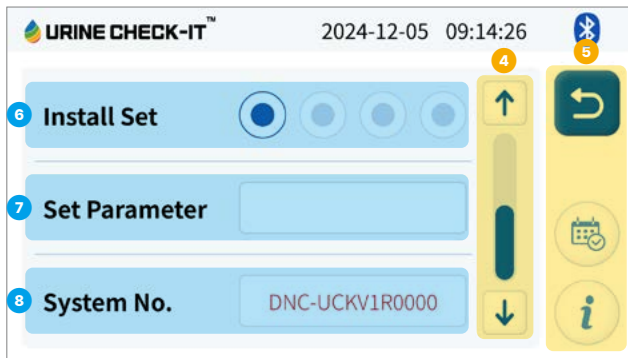 URINE CHECK-IT™ 2024-12-05 09:14:26
4 5
6 Install Set
7 Set Parameter
8 System No. DNC-UCKV1R0000
i